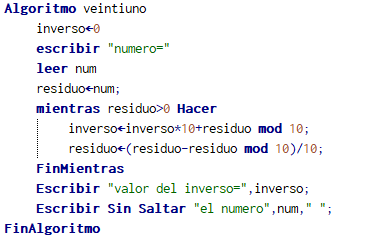 Algoritmo veintiuno
inverso←0
escribir "numero="
leer num
residuo←num;
mientras residuo>0 Hacer
inverso←inverso*10+residuo mod 10;
residuo←(residuo-residuo mod 10)/10;
FinMientras
Escribir "valor del inverso=",inverso;
Escribir Sin Saltar "el numero",num," ";
FinAlgoritmo